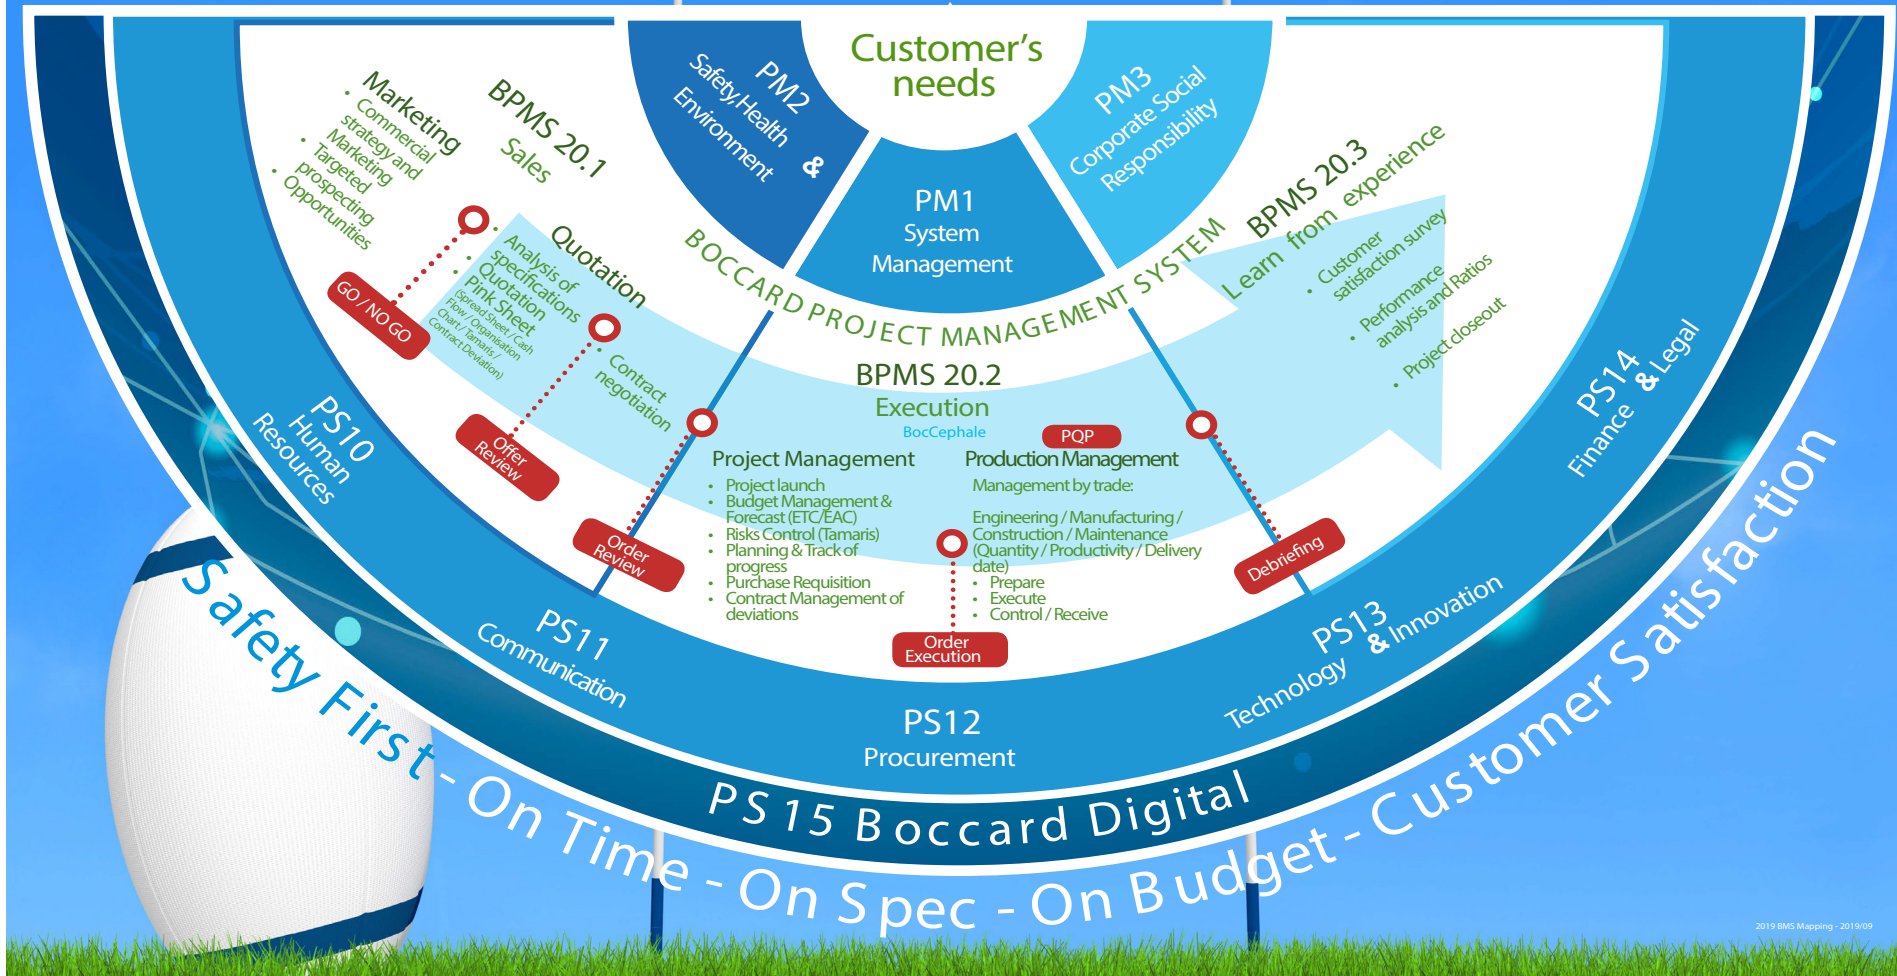 Customer's
needs
PM2
Safety,Health &
Environment
PM1
System
Management
PM3
Corporate Social
Responsibility
BOCCARD PROJECT MANAGEMENT SYSTEM
Marketing
• Commercial
strategy and
Marketing
• Targeted
prospecting
• Opportunities
BPMS 20.1
Sales
GO / NO GO
Quotation
• Analysis of
specifications
• Quotation
• Pink Sheet
(Spread Sheet / Cash
Flow / Organisation
Chart / Tamaris /
Contract Deviation)
Offer
Review
• Contract
negotiation
Order
Review
BPMS 20.2
Execution
BocCephale
PQP
Project Management
• Project launch
• Budget Management &
Forecast (ETC/EAC)
• Risks Control (Tamaris)
• Planning & Track of
progress
• Purchase Requisition
• Contract Management of
deviations
Production Management
Management by trade:
Engineering / Manufacturing /
Construction / Maintenance
(Quantity / Productivity / Delivery
date)
• Prepare
• Execute
• Control / Receive
Order
Execution
BPMS 20.3
Learn from experience
• Customer
satisfaction survey
• Performance
analysis and Ratios
• Project closeout
Debriefing
PS10
Human
Resources
PS11
Communication
PS12
Procurement
PS13
Technology & Innovation
PS14
Finance & Legal
PS15 Boccard Digital
Safety First - On Time - On Spec - On Budget - Customer Satisfaction
2019 BMS Mapping - 2019/09